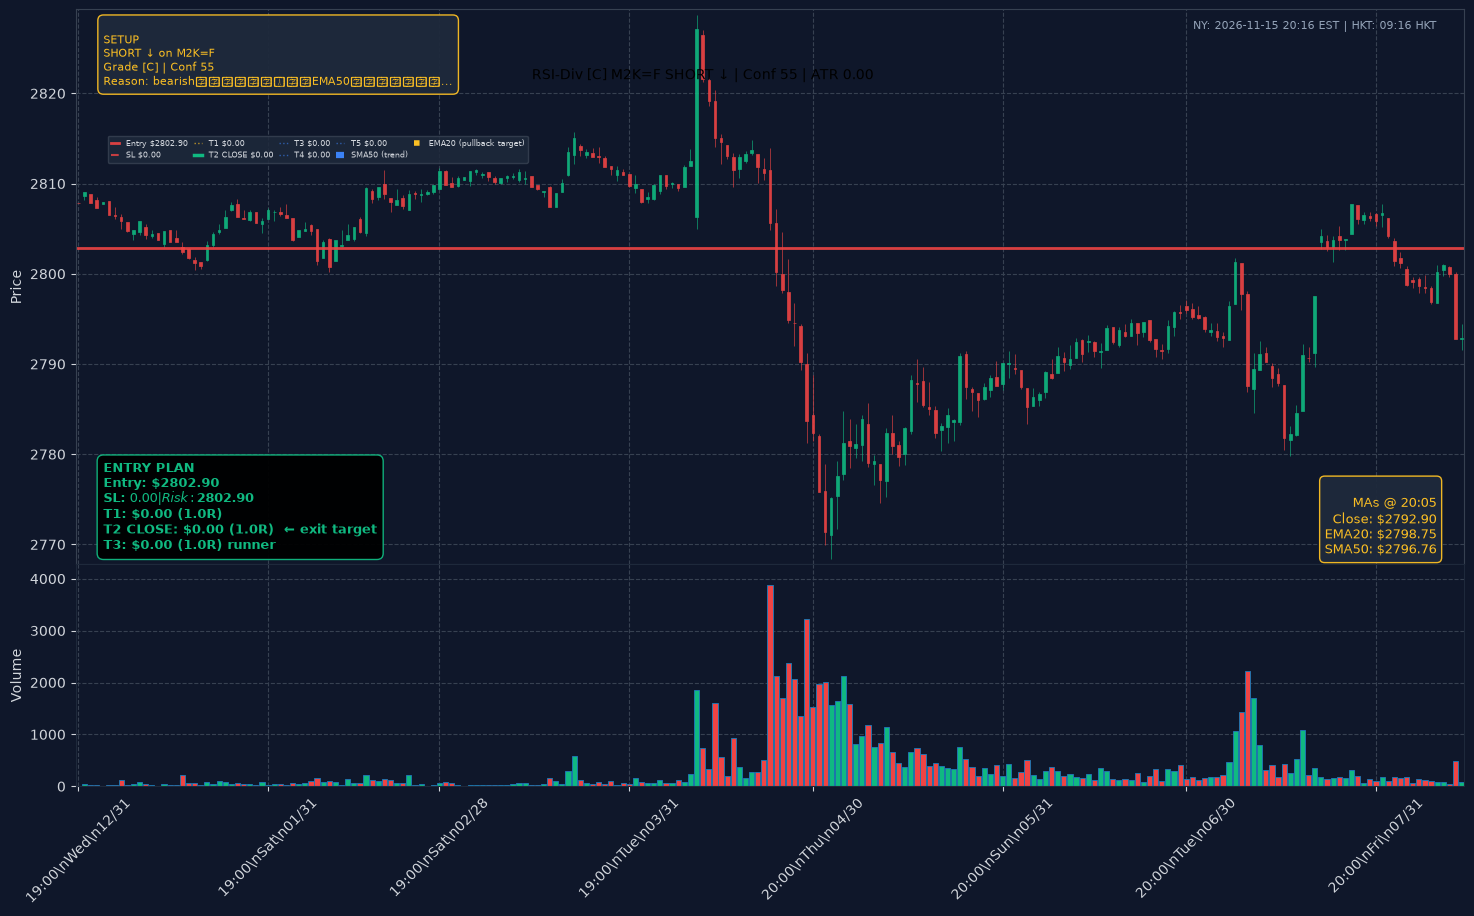 NY: 2026-11-15 20:16 EST | HKT: 09:16 HKT
SETUP
SHORT ↓ on M2K=F
Grade [C] | Conf 55
Reason: bearish EMA50 ...
RSI-Div [C] M2K=F SHORT ↓ | Conf 55 | ATR 0.00
Entry $2802.90
SL $0.00
T1 $0.00
T2 CLOSE $0.00
T3 $0.00
T4 $0.00
T5 $0.00
SMA50 (trend)
EMA20 (pullback target)
Price
2820
2810
2800
2790
2780
2770
ENTRY PLAN
Entry: $2802.90
SL: 0.00|Risk:2802.90
T1: $0.00 (1.0R)
T2 CLOSE: $0.00 (1.0R) ← exit target
T3: $0.00 (1.0R) runner
MAs @ 20:05
Close: $2792.90
EMA20: $2798.75
SMA50: $2796.76
Volume
4000
3000
2000
1000
0
19:00\nWed\n12/31
19:00\nSat\n01/31
19:00\nSat\n02/28
19:00\nTue\n03/31
20:00\nThu\n04/30
20:00\nSun\n05/31
20:00\nTue\n06/30
20:00\nFri\n07/31